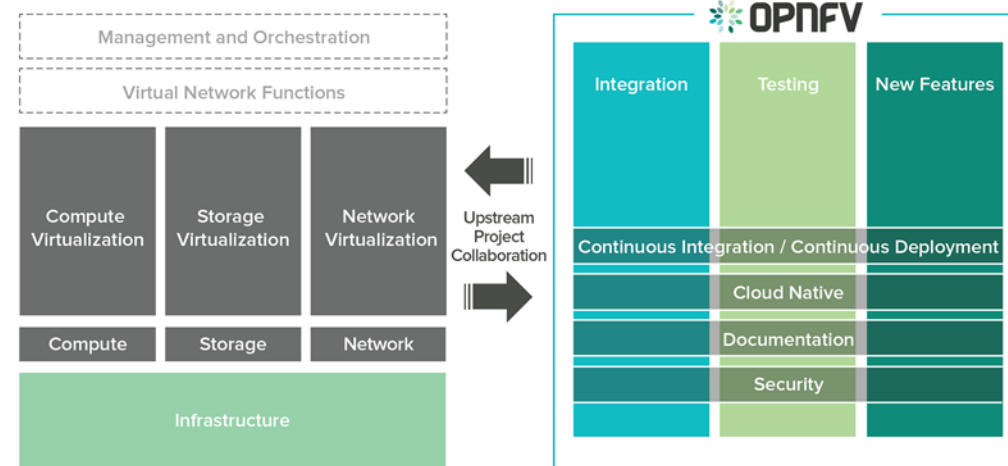 Management and Orchestration
Virtual Network Functions
Compute
Virtualization
Storage
Virtualization
Network
Virtualization
Compute
Storage
Network
Infrastructure
Upstream
Project
Collaboration
OPNFV
Integration
Testing
New Features
Continuous Integration / Continuous Deployment
Cloud Native
Documentation
Security